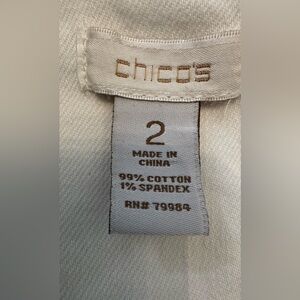 chico's
2
MADE IN
CHINA
99% COTTON
1% SPANDEX
RN# 79984